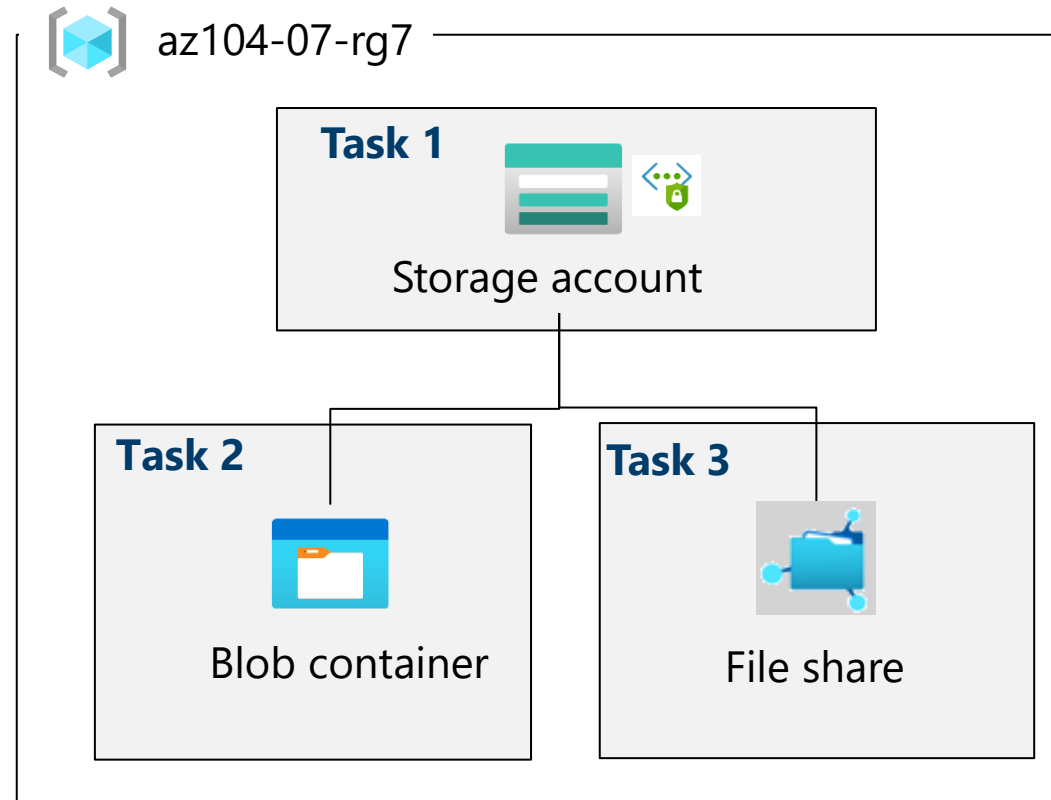 az104-07-rg7
Task 1
Storage account
Task 2
Blob container
Task 3
File share